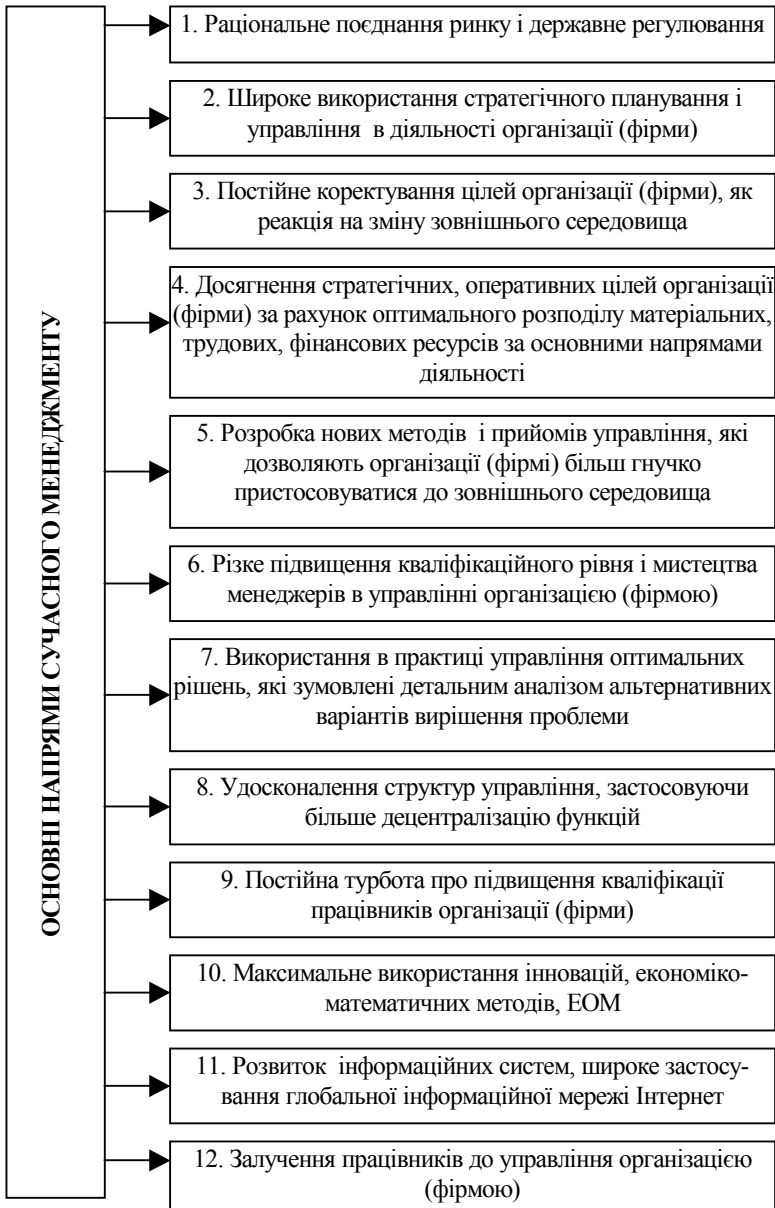 ОСНОВНІ НАПРЯМИ СУЧАСНОГО МЕНЕДЖМЕНТУ
1. Раціональне поєднання ринку і державне регулювання
2. Широке використання стратегічного планування і
управління в діяльності організації (фірми)
3. Постійне коректування цілей організації (фірми), як
реакція на зміну зовнішнього середовища
4. Досягнення стратегічних, оперативних цілей організації
(фірми) за рахунок оптимального розподілу матеріальних,
трудових, фінансових ресурсів за основними напрямами
діяльності
5. Розробка нових методів і прийомів управління, які
дозволяють організації (фірмі) більш гнучко
пристосовуватися до зовнішнього середовища
6. Різке підвищення кваліфікаційного рівня і мистецтва
менеджерів в управлінні організацією (фірмою)
7. Використання в практиці управління оптимальних
рішень, які зумовлені детальним аналізом альтернативних
варіантів вирішення проблеми
8. Удосконалення структур управління, застосовуючи
більше децентралізацію функцій
9. Постійна турбота про підвищення кваліфікації
працівників організації (фірми)
10. Максимальне використання інновацій, економіко-
математичних методів, ЕОМ
11. Розвиток інформаційних систем, широке застосу-
вання глобальної інформаційної мережі Інтернет
12. Залучення працівників до управління організацією
(фірмою)